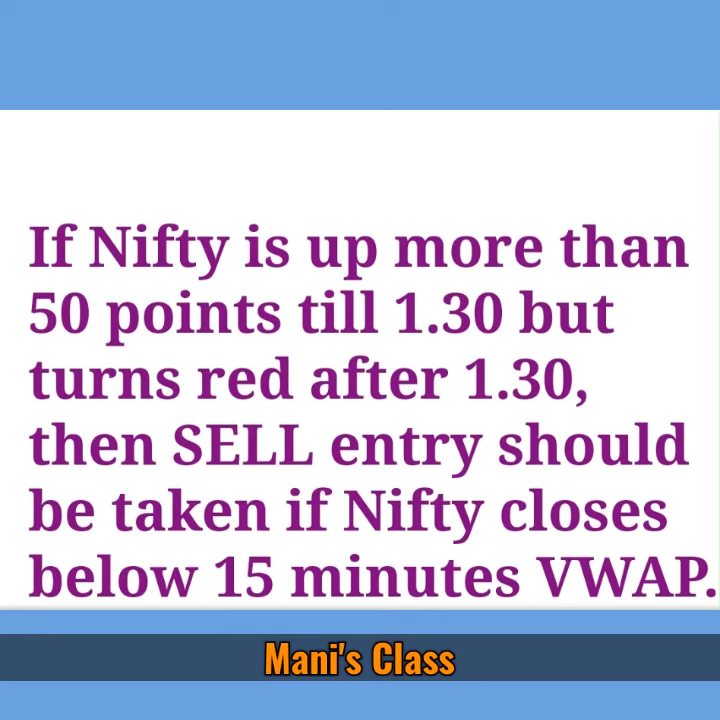 If Nifty is up more than
50 points till 1.30 but
turns red after 1.30,
then SELL entry should
be taken if Nifty closes
below 15 minutes VWAP.
Mani's Class